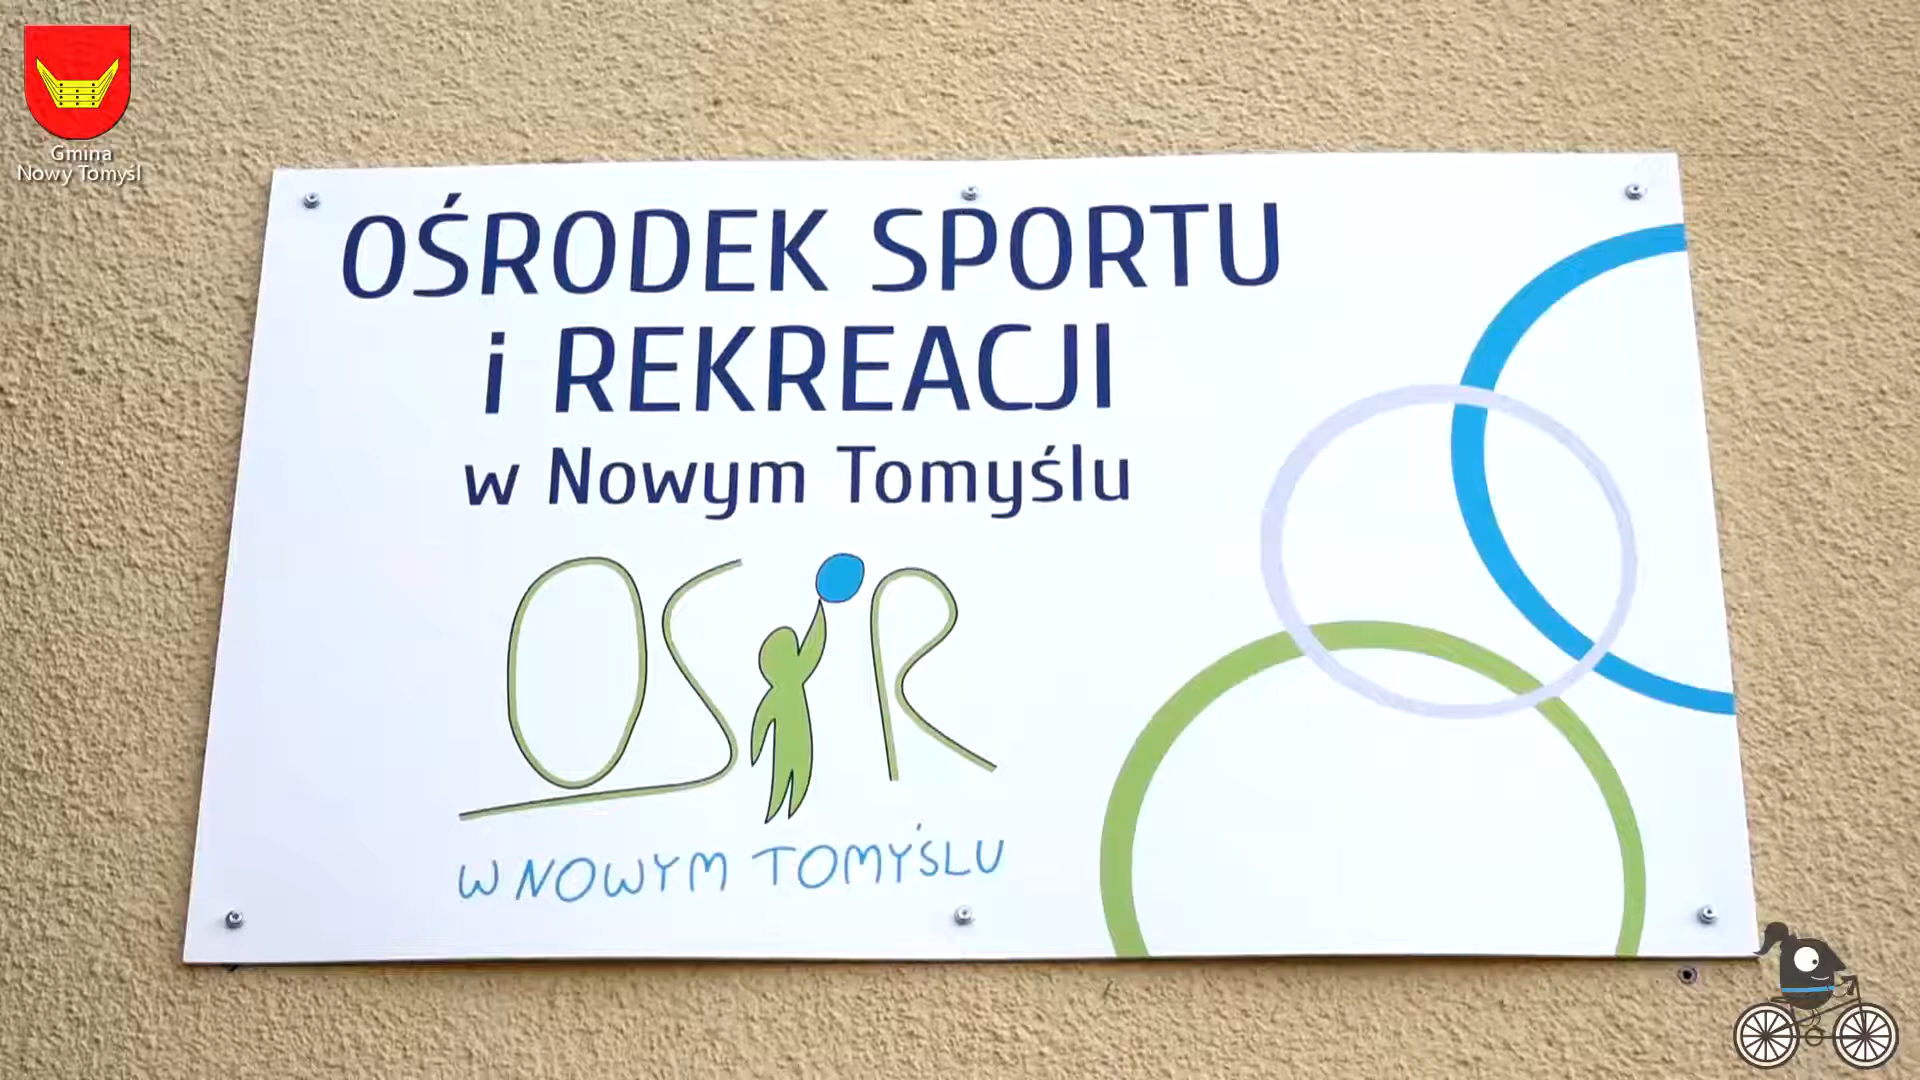 Gmina
Nowy Tomyśl
OŚRODEK SPORTU
i REKREACJI
w Nowym Tomyślu
OSiR
W NOWYM TOMYŚLU